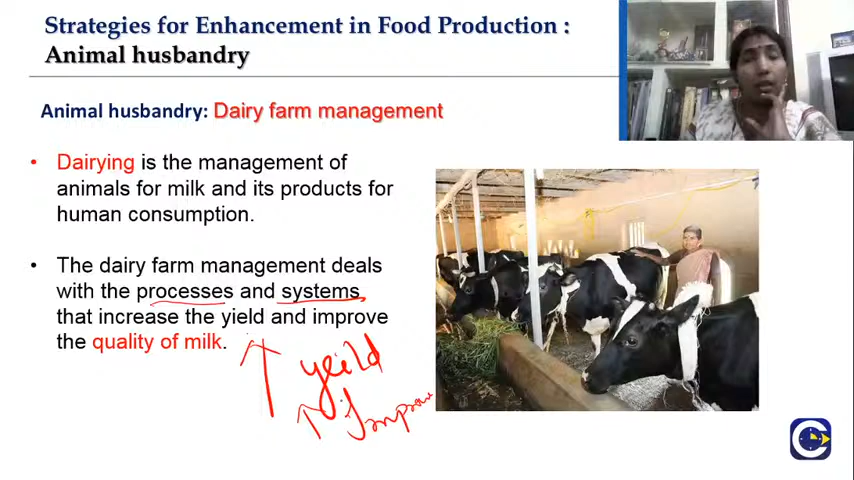 Strategies for Enhancement in Food Production :
Animal husbandry
Animal husbandry: Dairy farm management
• Dairying is the management of
animals for milk and its products for
human consumption.
• The dairy farm management deals
with the processes and systems
that increase the yield and improve
the quality of milk.
↑ yeild
↑ Improve